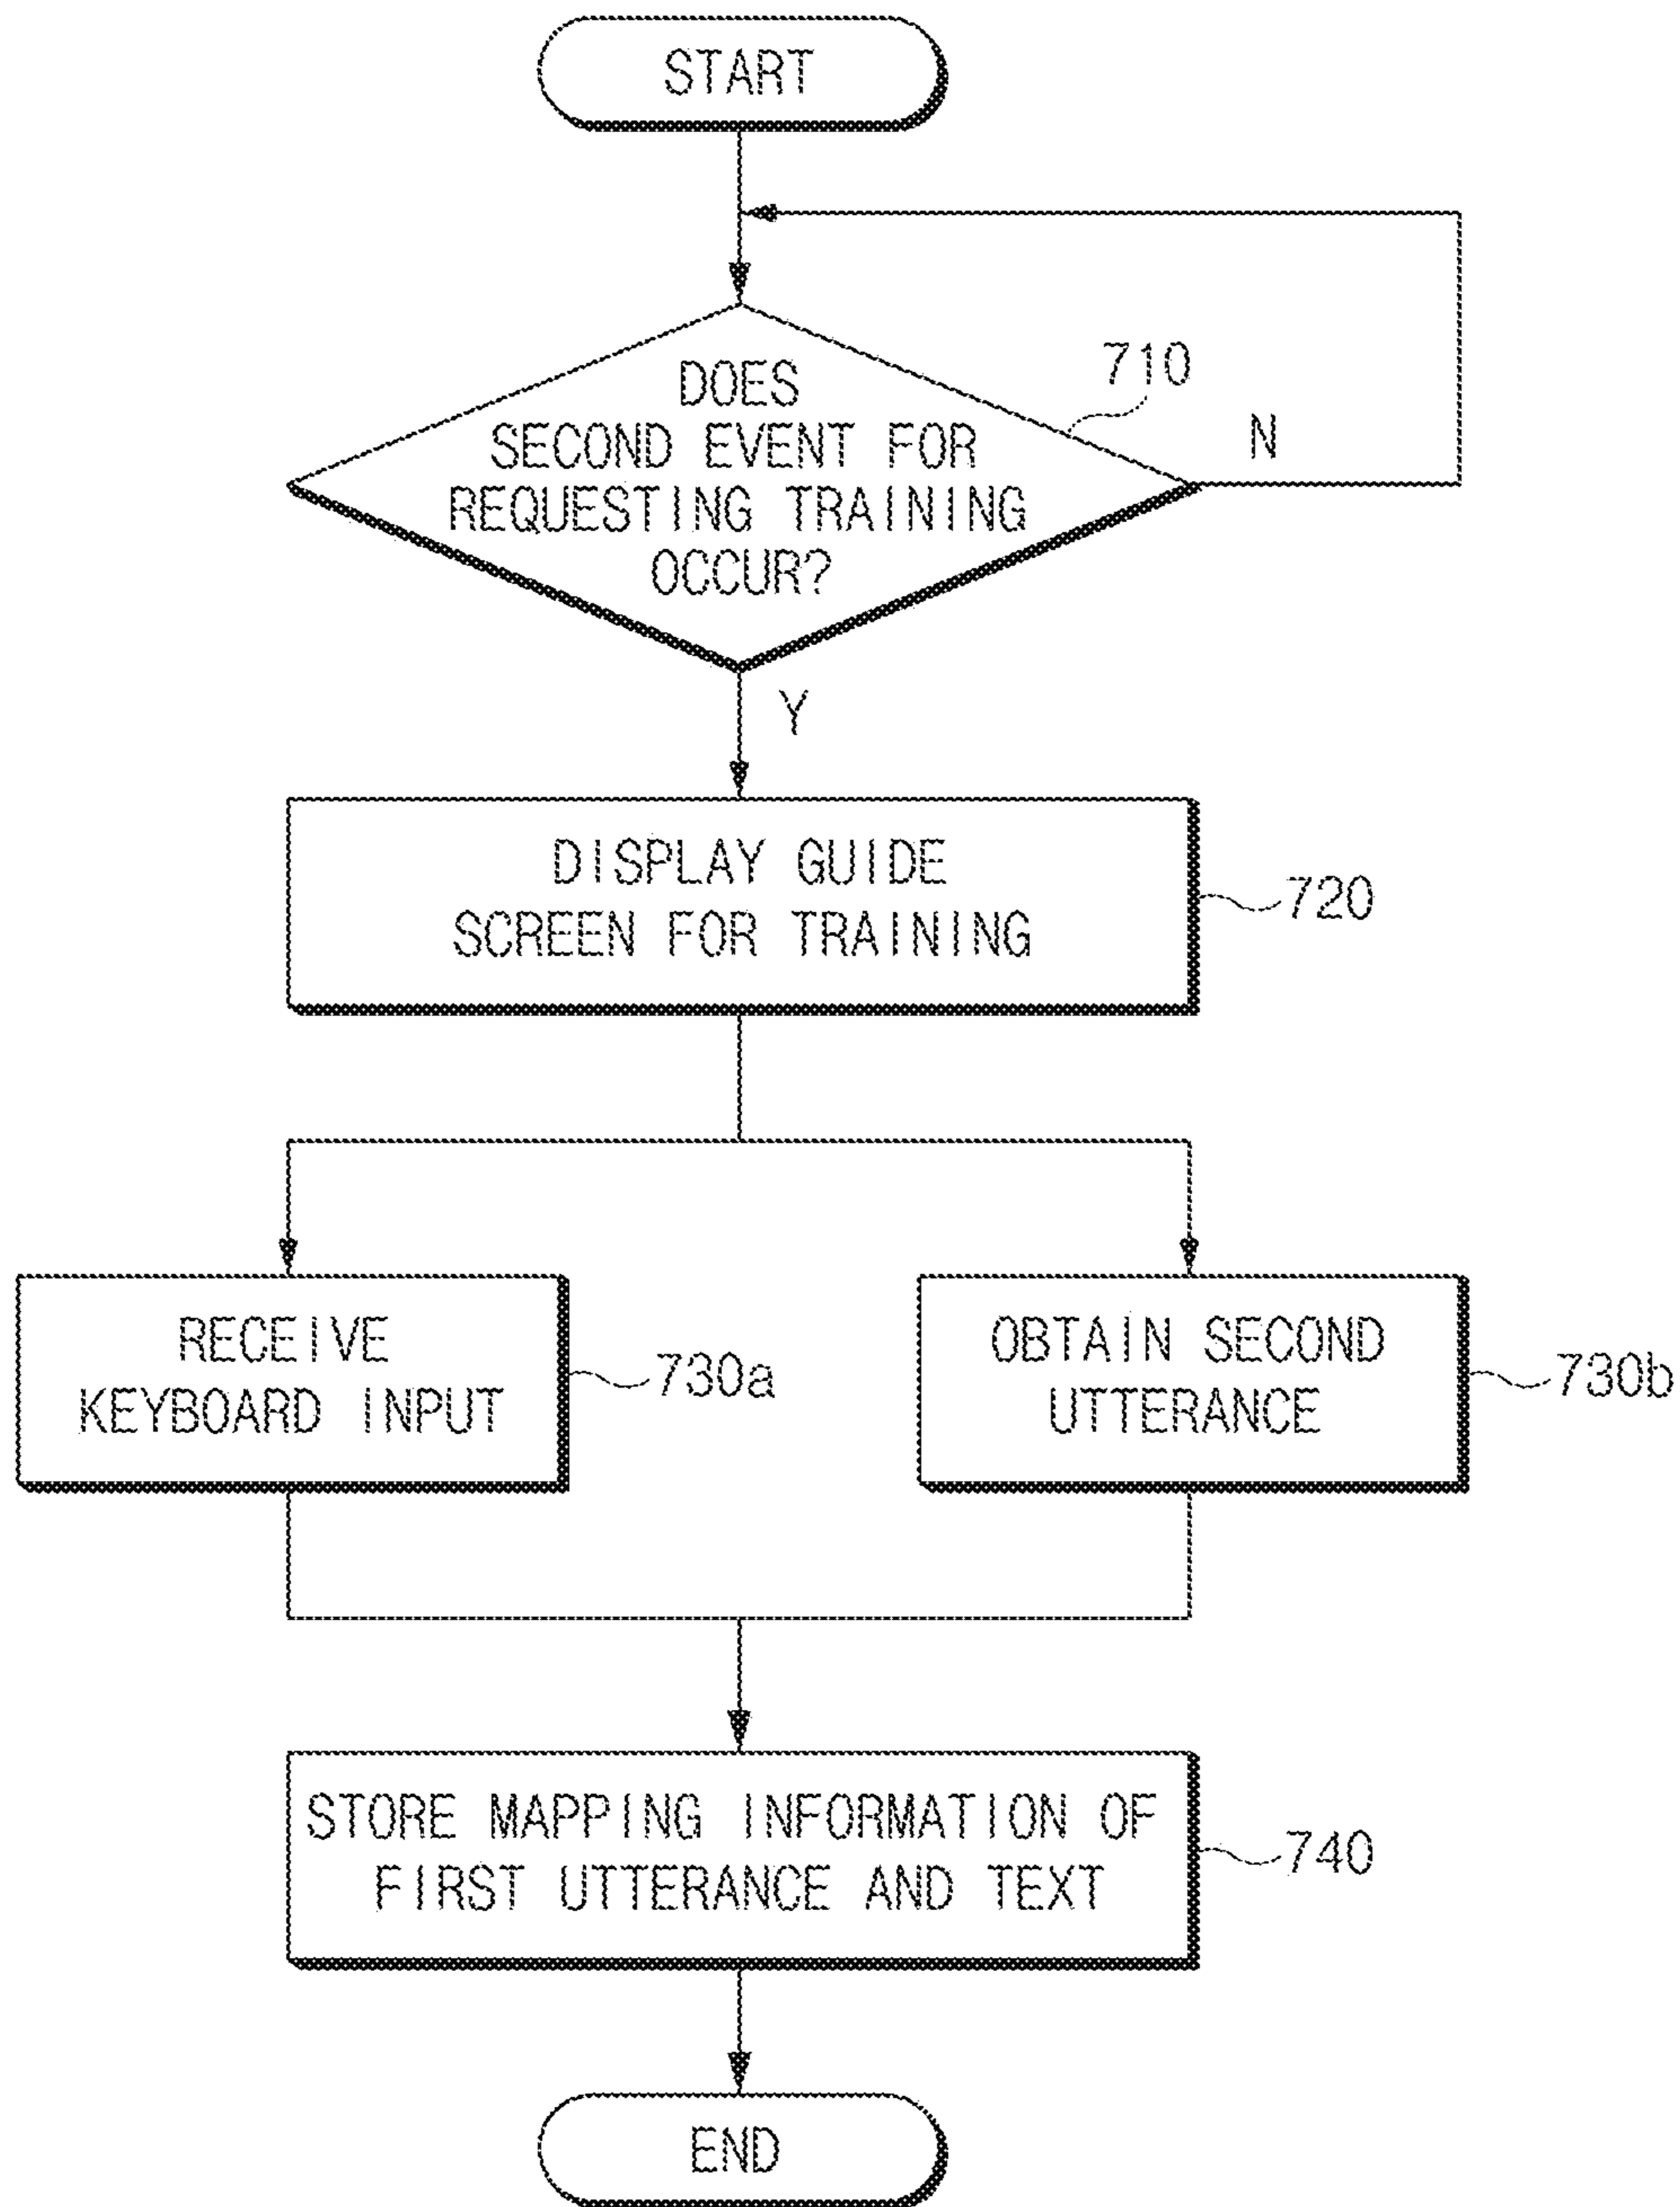 START
DOES
SECOND EVENT FOR
REQUESTING TRAINING
OCCUR?
710
N
Y
DISPLAY GUIDE
SCREEN FOR TRAINING
720
RECEIVE
KEYBOARD INPUT
730a
OBTAIN SECOND
UTTERANCE
730b
STORE MAPPING INFORMATION OF
FIRST UTTERANCE AND TEXT
740
END